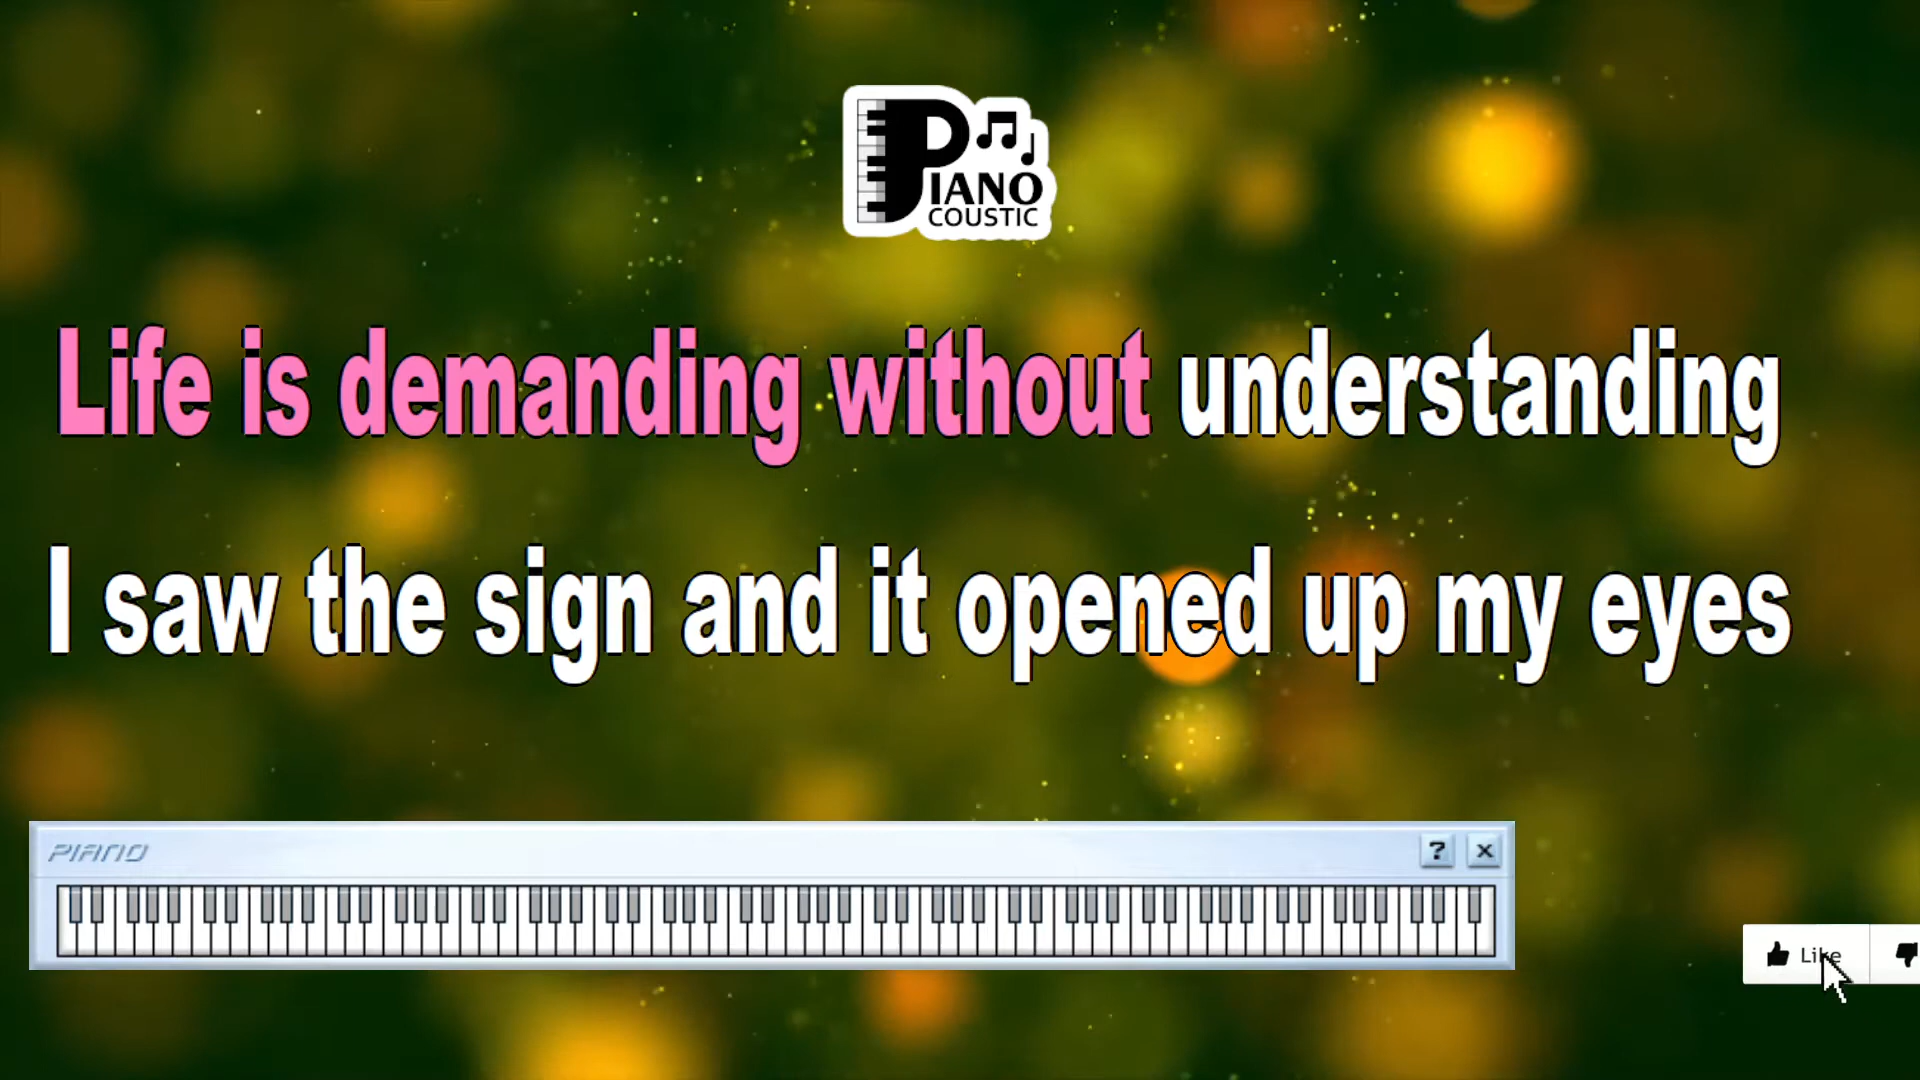 PIANO
COUSTIC
Life is demanding without understanding
I saw the sign and it opened up my eyes
PIANO
? ×
Like